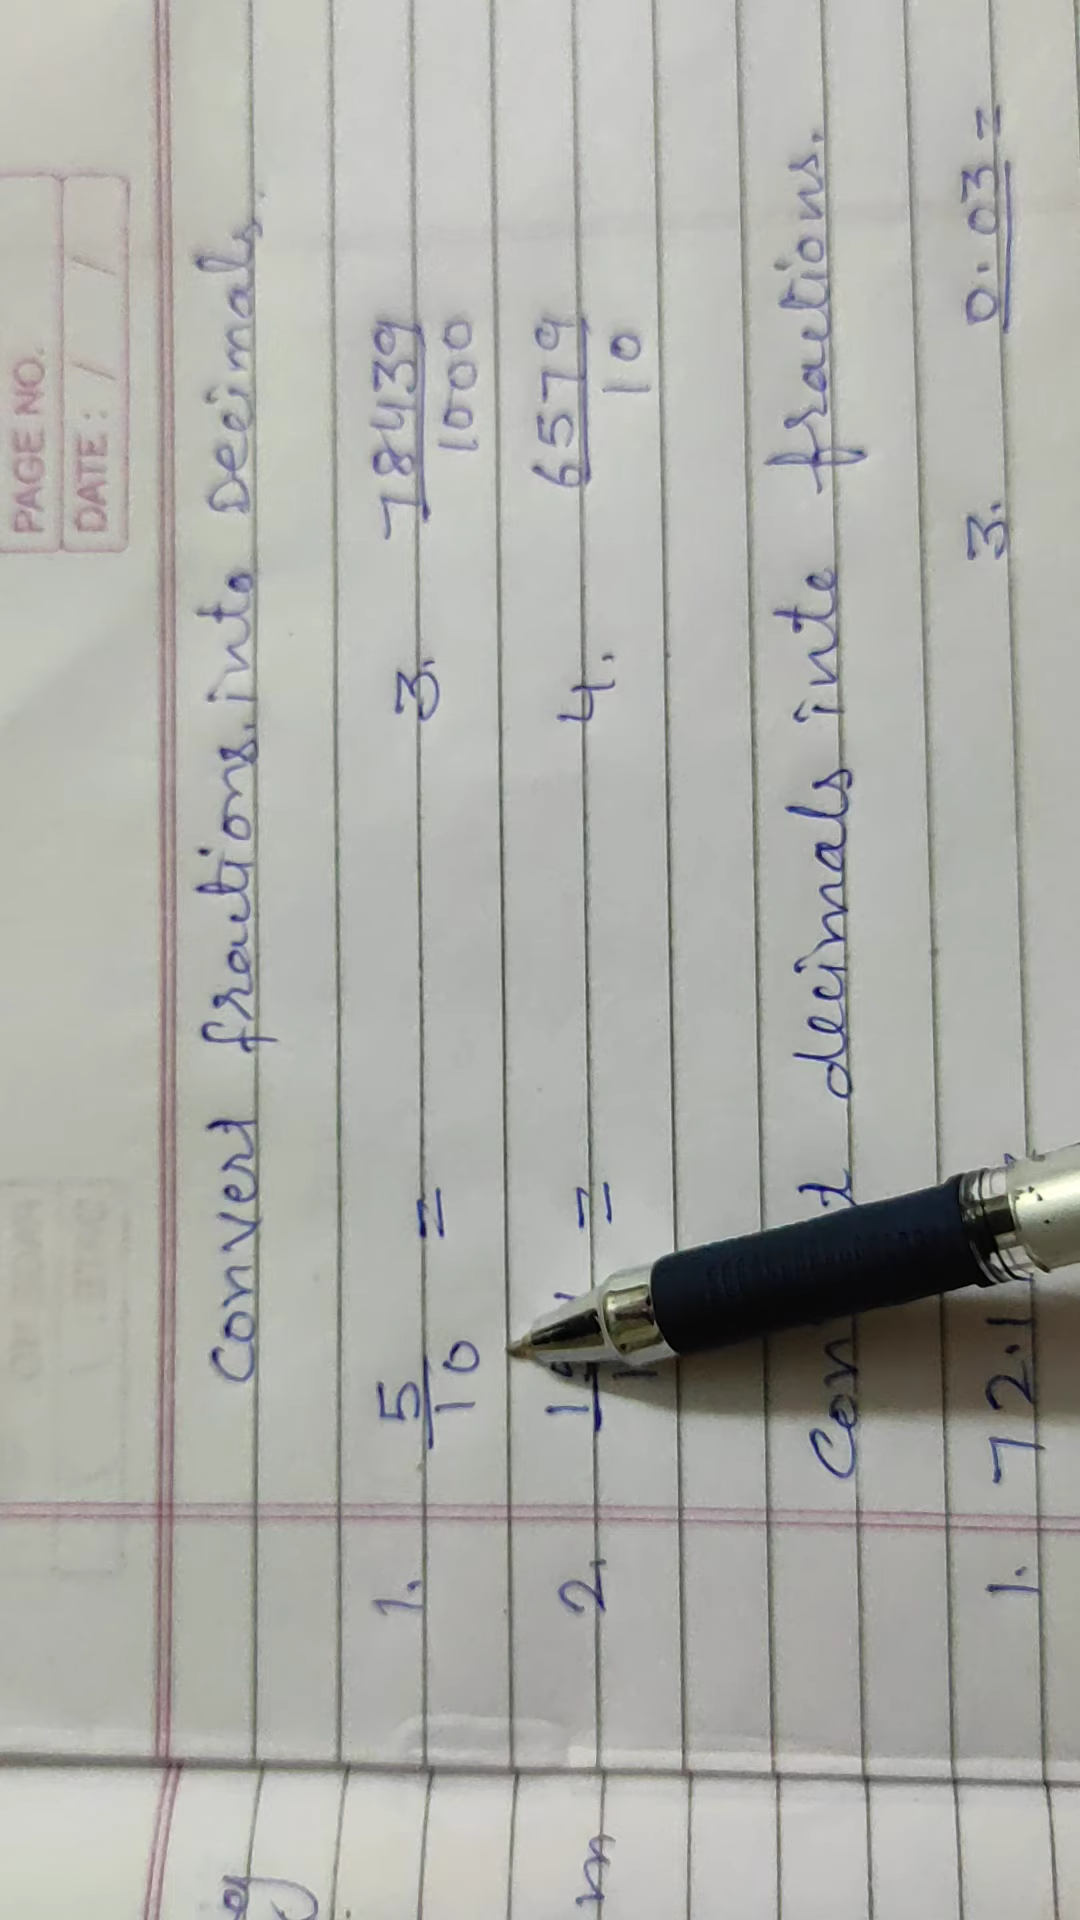 PAGE NO.
DATE: / /
Convert fractions into Decimals.
1. 5/10 = 3. 78439/1000
2. = 4. 6579/10
decimals into fractions.
1. 72.1 3. 0.03 =